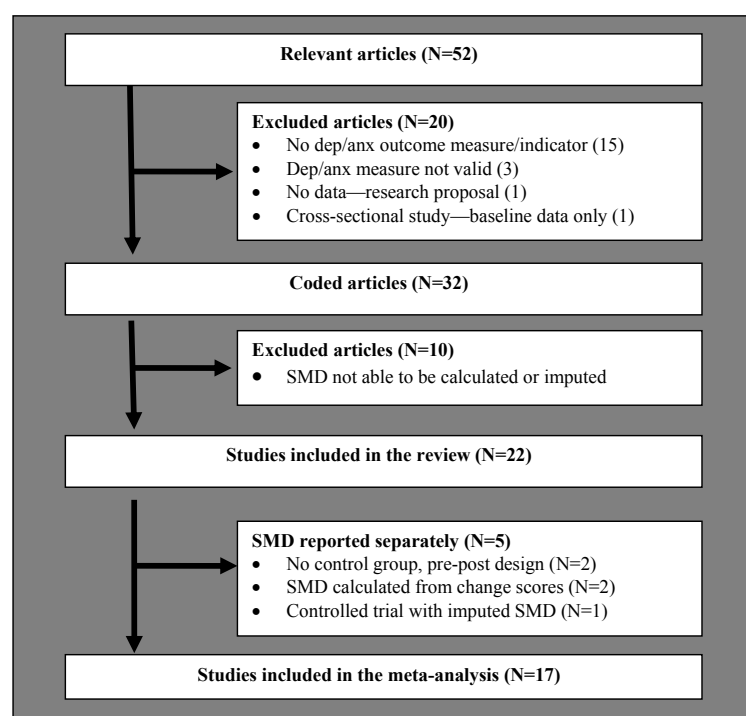 Relevant articles (N=52)
Excluded articles (N=20)
• No dep/anx outcome measure/indicator (15)
• Dep/anx measure not valid (3)
• No data—research proposal (1)
• Cross-sectional study—baseline data only (1)
Coded articles (N=32)
Excluded articles (N=10)
• SMD not able to be calculated or imputed
Studies included in the review (N=22)
SMD reported separately (N=5)
• No control group, pre-post design (N=2)
• SMD calculated from change scores (N=2)
• Controlled trial with imputed SMD (N=1)
Studies included in the meta-analysis (N=17)